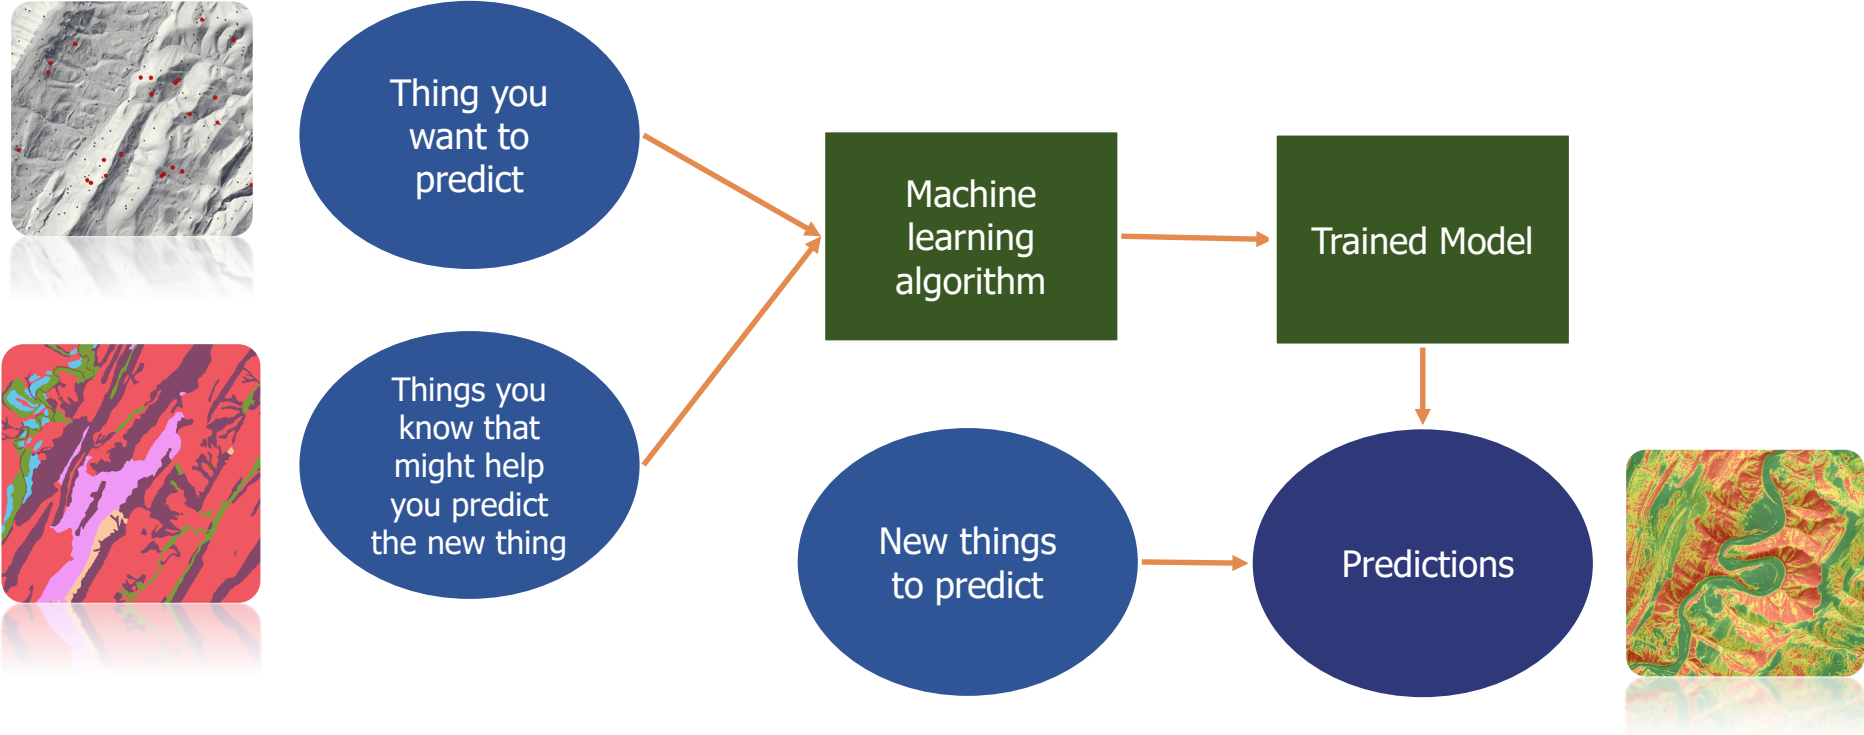 Thing you
want to
predict
Things you
know that
might help
you predict
the new thing
Machine
learning
algorithm
Trained Model
New things
to predict
Predictions